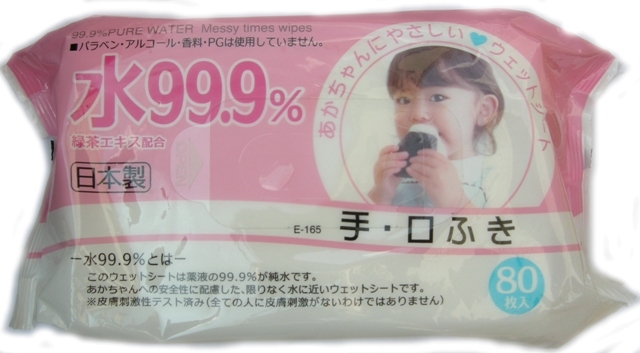 99.9%PURE WATER Messy times wipes
■パラベン・アルコール・香料・PGは使用していません。
水99.9%
緑茶エキス配合
日本製
あかちゃんにやさしい♥ウェットシート
E-165 手・口ふき
ー水99.9%とはー
このウェットシートは薬液の99.9%が純水です。
あかちゃんへの安全性に配慮した、限りなく水に近いウェットシートです。
※皮膚刺激性テスト済み(全ての人に皮膚刺激がないわけではありません)
80
枚入